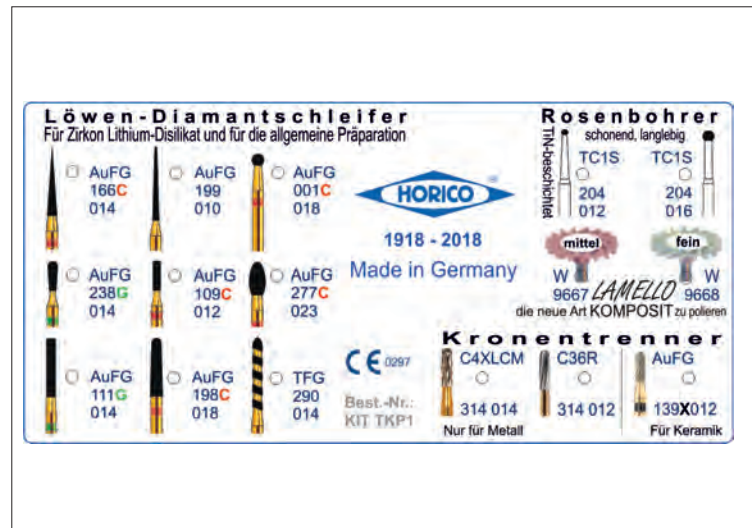 Löwen-Diamantschleifer
Für Zirkon Lithium-Disilikat und für die allgemeine Präparation
AuFG
166C
014
AuFG
199
010
AuFG
001C
018
AuFG
238G
014
AuFG
109C
012
AuFG
277C
023
AuFG
111G
014
AuFG
198C
018
TFG
290
014
HORICO
1918 - 2018
Made in Germany
CE 0297
Best.-Nr.:
KIT TKP1
Rosenbohrer
schonend, langlebig
TiN-beschichtet
TC1S
204
012
TC1S
204
016
mittel
fein
W
9667
LAMELLO
W
9668
die neue Art KOMPOSIT zu polieren
Kronentrenner
C4XLCM
314 014
Nur für Metall
C36R
314 012
AuFG
139X012
Für Keramik